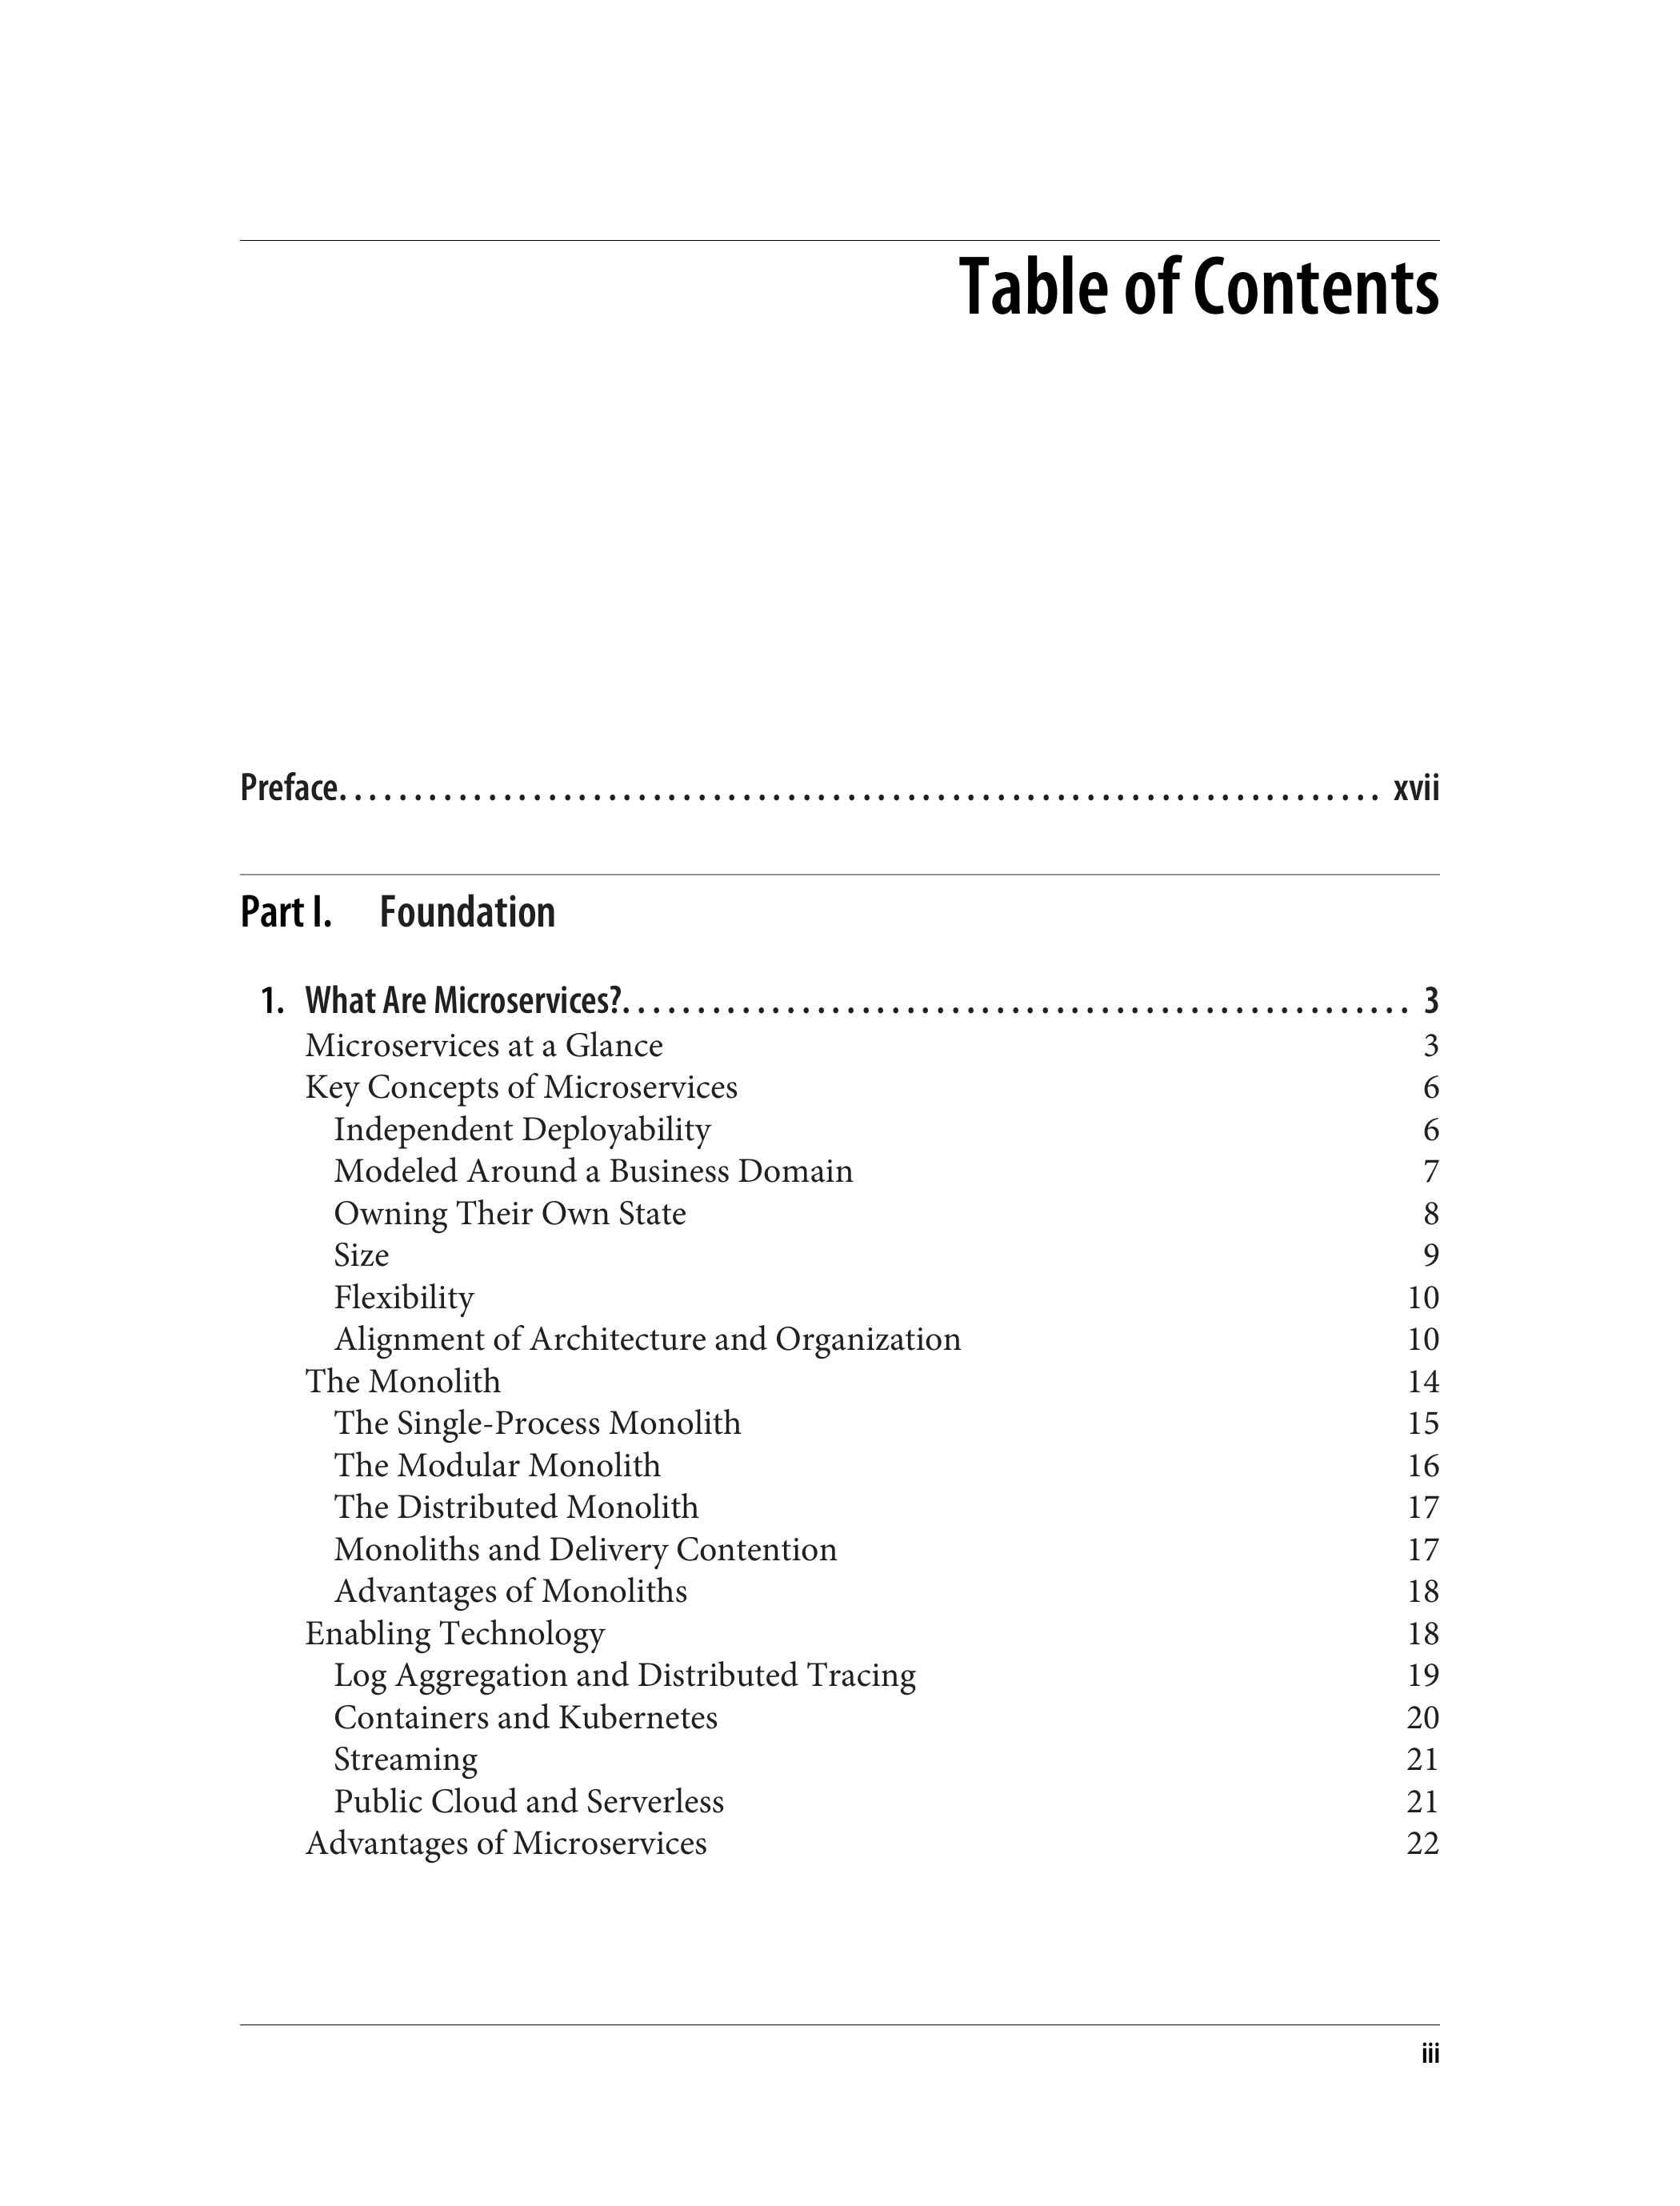 Table of Contents
Preface. . . . . . . . . . . . . . . . . . . . . . . . . . . . . . . . . . . . . . . . . . . . . . . . . . . . . . . . . . . . . . . . . . . . . . xvii
Part I. Foundation
1. What Are Microservices?. . . . . . . . . . . . . . . . . . . . . . . . . . . . . . . . . . . . . . . . . . . . . . . . . . . . . 3
Microservices at a Glance 3
Key Concepts of Microservices 6
Independent Deployability 6
Modeled Around a Business Domain 7
Owning Their Own State 8
Size 9
Flexibility 10
Alignment of Architecture and Organization 10
The Monolith 14
The Single-Process Monolith 15
The Modular Monolith 16
The Distributed Monolith 17
Monoliths and Delivery Contention 17
Advantages of Monoliths 18
Enabling Technology 18
Log Aggregation and Distributed Tracing 19
Containers and Kubernetes 20
Streaming 21
Public Cloud and Serverless 21
Advantages of Microservices 22
iii